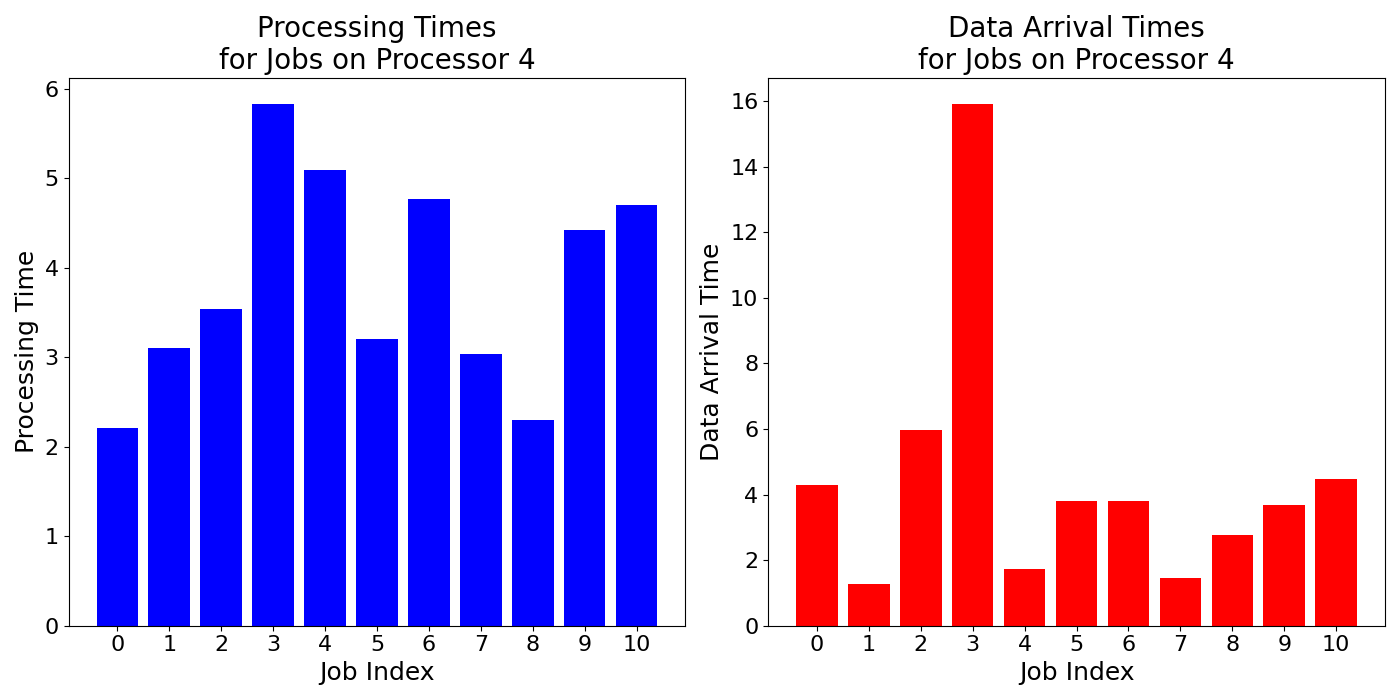 Processing Times
for Jobs on Processor 4
6
5
4
3
2
1
0
Processing Time
0 1 2 3 4 5 6 7 8 9 10
Job Index
Data Arrival Times
for Jobs on Processor 4
16
14
12
10
8
6
4
2
0
Data Arrival Time
0 1 2 3 4 5 6 7 8 9 10
Job Index